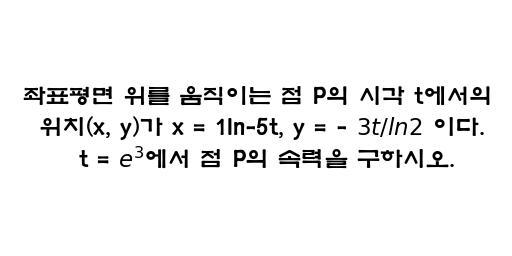 좌표평면 위를 움직이는 점 P의 시각 t에서의
위치(x, y)가 x = 1ln-5t, y = - 3t/ln2 이다.
t = e³에서 점 P의 속력을 구하시오.